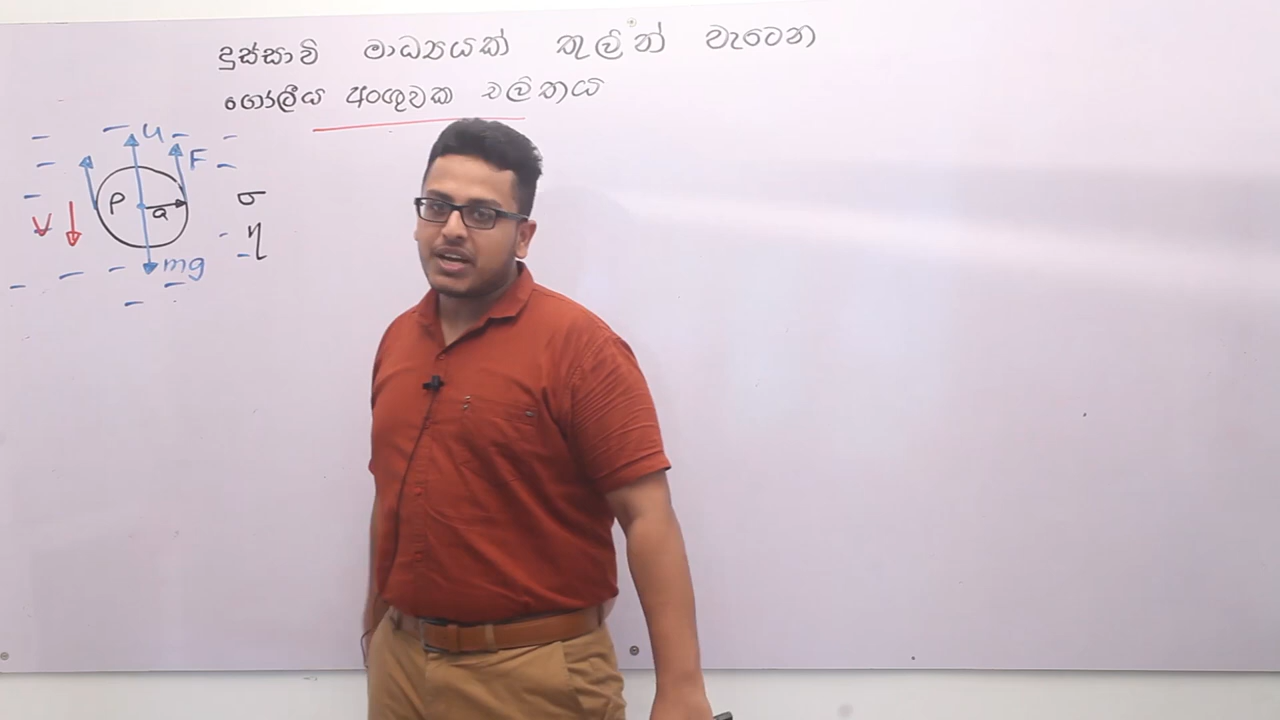 දුස්සාවී මාධ්‍යයක් තුලින් වැටෙන
ගෝලීය අංශුවක චලිතය
U
F
ρ
a
σ
V
η
mg